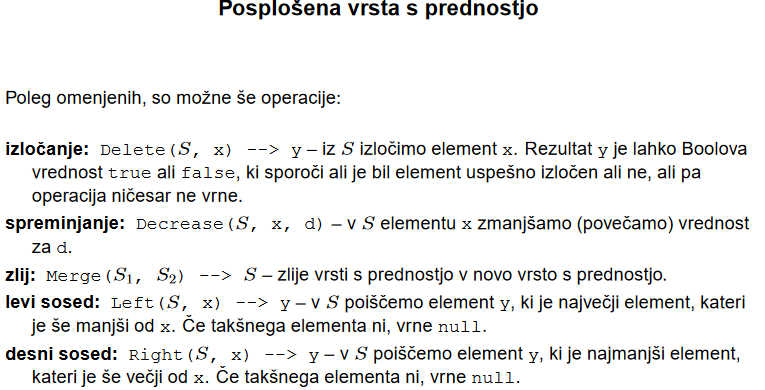 Posplošena vrsta s prednostjo
Poleg omenjenih, so možne še operacije:
izločanje: Delete(S, x) --> y – iz S izločimo element x. Rezultat y je lahko Boolova
vrednost true ali false, ki sporoči ali je bil element uspešno izločen ali ne, ali pa
operacija ničesar ne vrne.
spreminjanje: Decrease(S, x, d) – v S elementu x zmanjšamo (povečamo) vrednost
za d.
zlij: Merge(S₁, S₂) --> S – zlije vrsti s prednostjo v novo vrsto s prednostjo.
levi sosed: Left(S, x) --> y – v S poiščemo element y, ki je največji element, kateri
je še manjši od x. Če takšnega elementa ni, vrne null.
desni sosed: Right(S, x) --> y – v S poiščemo element y, ki je najmanjši element,
kateri je še večji od x. Če takšnega elementa ni, vrne null.